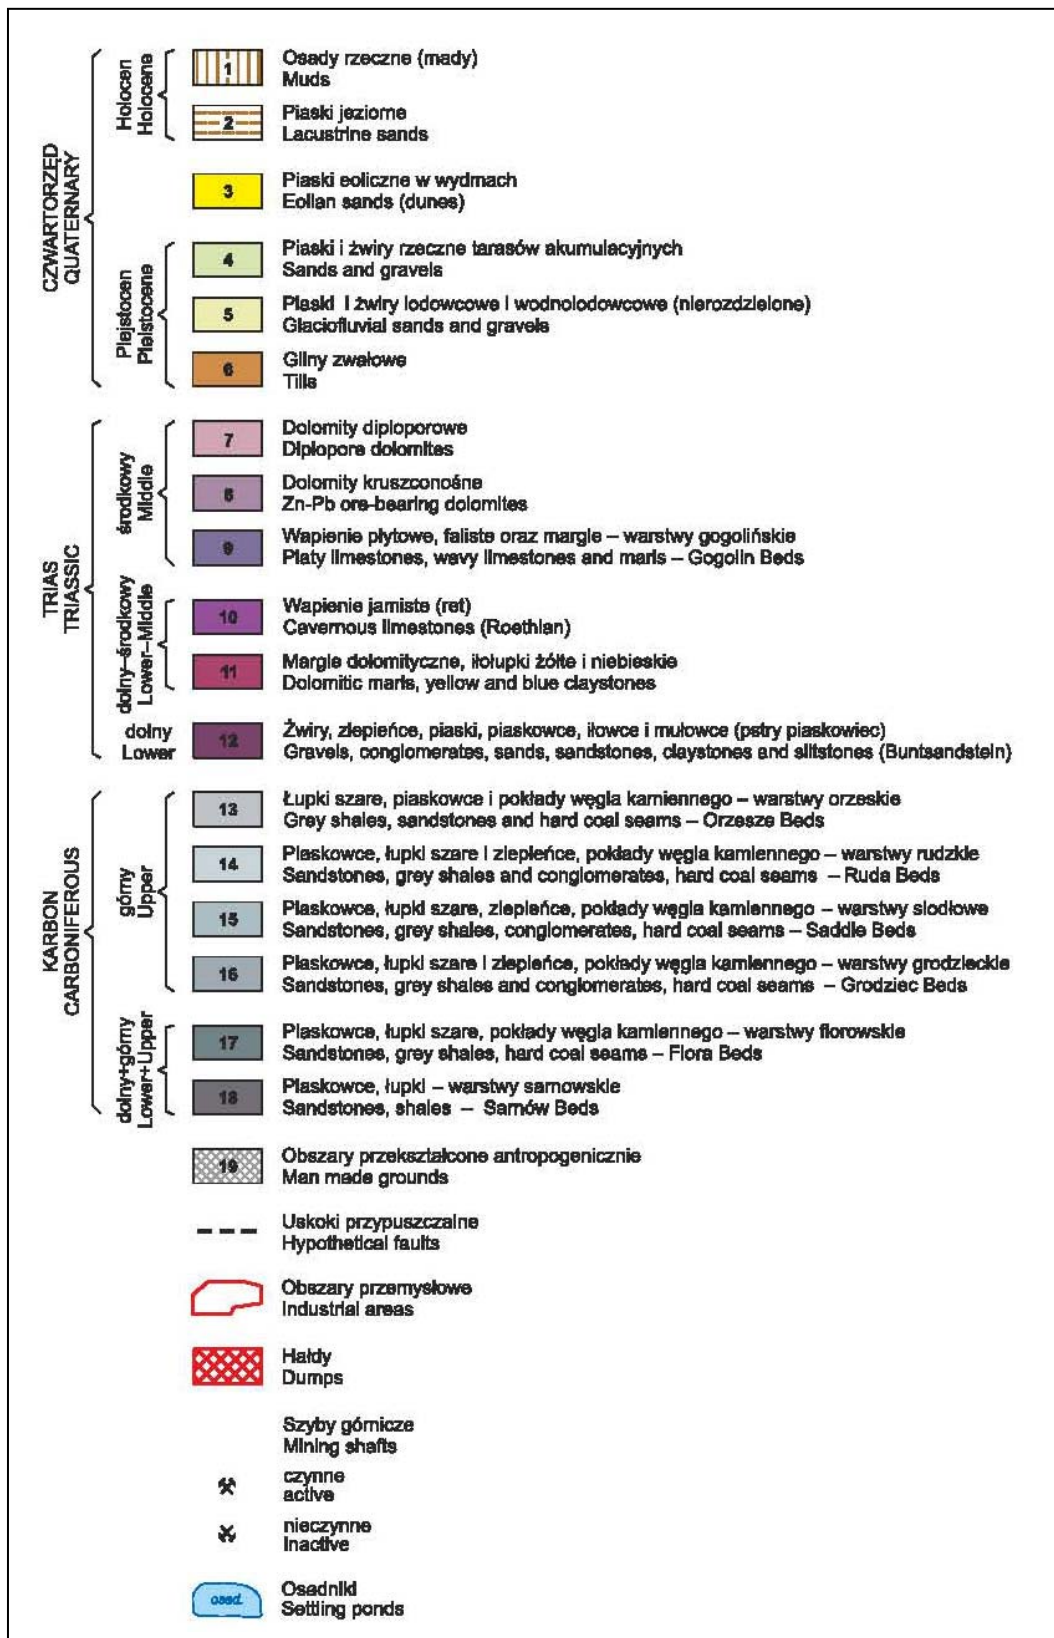 CZWARTORZĘD
QUATERNARY
Holocen
Holocene
1
Osady rzeczne (mady)
Muds
2
Piaski jeziorne
Lacustrine sands
3
Piaski eoliczne w wydmach
Eolian sands (dunes)
Plejstocen
Pleistocene
4
Piaski i żwiry rzeczne tarasów akumulacyjnych
Sands and gravels
5
Piaski i żwiry lodowcowe i wodnolodowcowe (nierozdzielone)
Glaciofluvial sands and gravels
6
Gliny zwałowe
Tills
TRIAS
TRIASSIC
środkowy
Middle
7
Dolomity diploporowe
Diplopore dolomites
8
Dolomity kruszconośne
Zn-Pb ore-bearing dolomites
9
Wapienie płytowe, faliste oraz margle – warstwy gogolińskie
Platy limestones, wavy limestones and marls – Gogolin Beds
dolny–środkowy
Lower–Middle
10
Wapienie jamiste (ret)
Cavernous limestones (Roethian)
11
Margle dolomityczne, iłołupki żółte i niebieskie
Dolomitic marls, yellow and blue claystones
dolny
Lower
12
Żwiry, zlepieńce, piaski, piaskowce, iłowce i mułowce (pstry piaskowiec)
Gravels, conglomerates, sands, sandstones, claystones and slitstones (Buntsandstein)
KARBON
CARBONIFEROUS
górny
Upper
13
Łupki szare, piaskowce i pokłady węgla kamiennego – warstwy orzeskie
Grey shales, sandstones and hard coal seams – Orzesze Beds
14
Piaskowce, łupki szare i zlepieńce, pokłady węgla kamiennego – warstwy rudzkie
Sandstones, grey shales and conglomerates, hard coal seams – Ruda Beds
15
Piaskowce, łupki szare, zlepieńce, pokłady węgla kamiennego – warstwy siodłowe
Sandstones, grey shales, conglomerates, hard coal seams – Saddle Beds
16
Piaskowce, łupki szare i zlepieńce, pokłady węgla kamiennego – warstwy grodzieckie
Sandstones, grey shales and conglomerates, hard coal seams – Grodziec Beds
dolny+górny
Lower+Upper
17
Piaskowce, łupki szare, pokłady węgla kamiennego – warstwy florowskie
Sandstones, grey shales, hard coal seams – Flora Beds
18
Piaskowce, łupki – warstwy sarnowskie
Sandstones, shales – Sarnów Beds
19
Obszary przekształcone antropogenicznie
Man made grounds
Uskoki przypuszczalne
Hypothetical faults
Obszary przemysłowe
Industrial areas
Hałdy
Dumps
Szyby górnicze
Mining shafts
czynne
active
nieczynne
inactive
osad.
Osadniki
Settling ponds